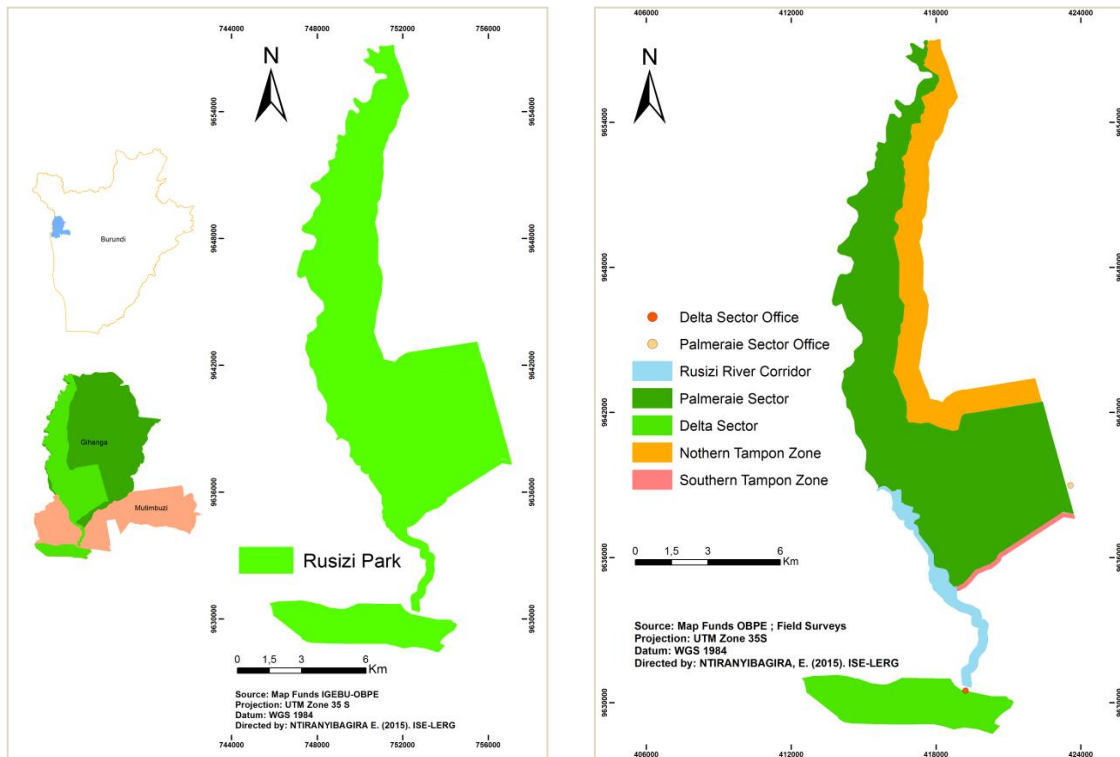 744000 748000 752000 756000
N
9654000
9648000
9642000
9636000
9630000
Burundi
Gihanga
Mutimbuzi
Rusizi Park
0 1,5 3 6
Km
Source: Map Funds IGEBU-OBPE
Projection: UTM Zone 35 S
Datum: WGS 1984
Directed by: NTIRANYIBAGIRA E. (2015). ISE-LERG
744000 748000 752000 756000
406000 412000 418000 424000
N
9654000 9654000
9648000 9648000
9642000 9642000
9636000 9636000
9630000 9630000
Delta Sector Office
Palmeraie Sector Office
Rusizi River Corridor
Palmeraie Sector
Delta Sector
Nothern Tampon Zone
Southern Tampon Zone
0 1,5 3 6
Km
Source: Map Funds OBPE ; Field Surveys
Projection: UTM Zone 35S
Datum: WGS 1984
Directed by: NTIRANYIBAGIRA, E. (2015). ISE-LERG
406000 412000 418000 424000